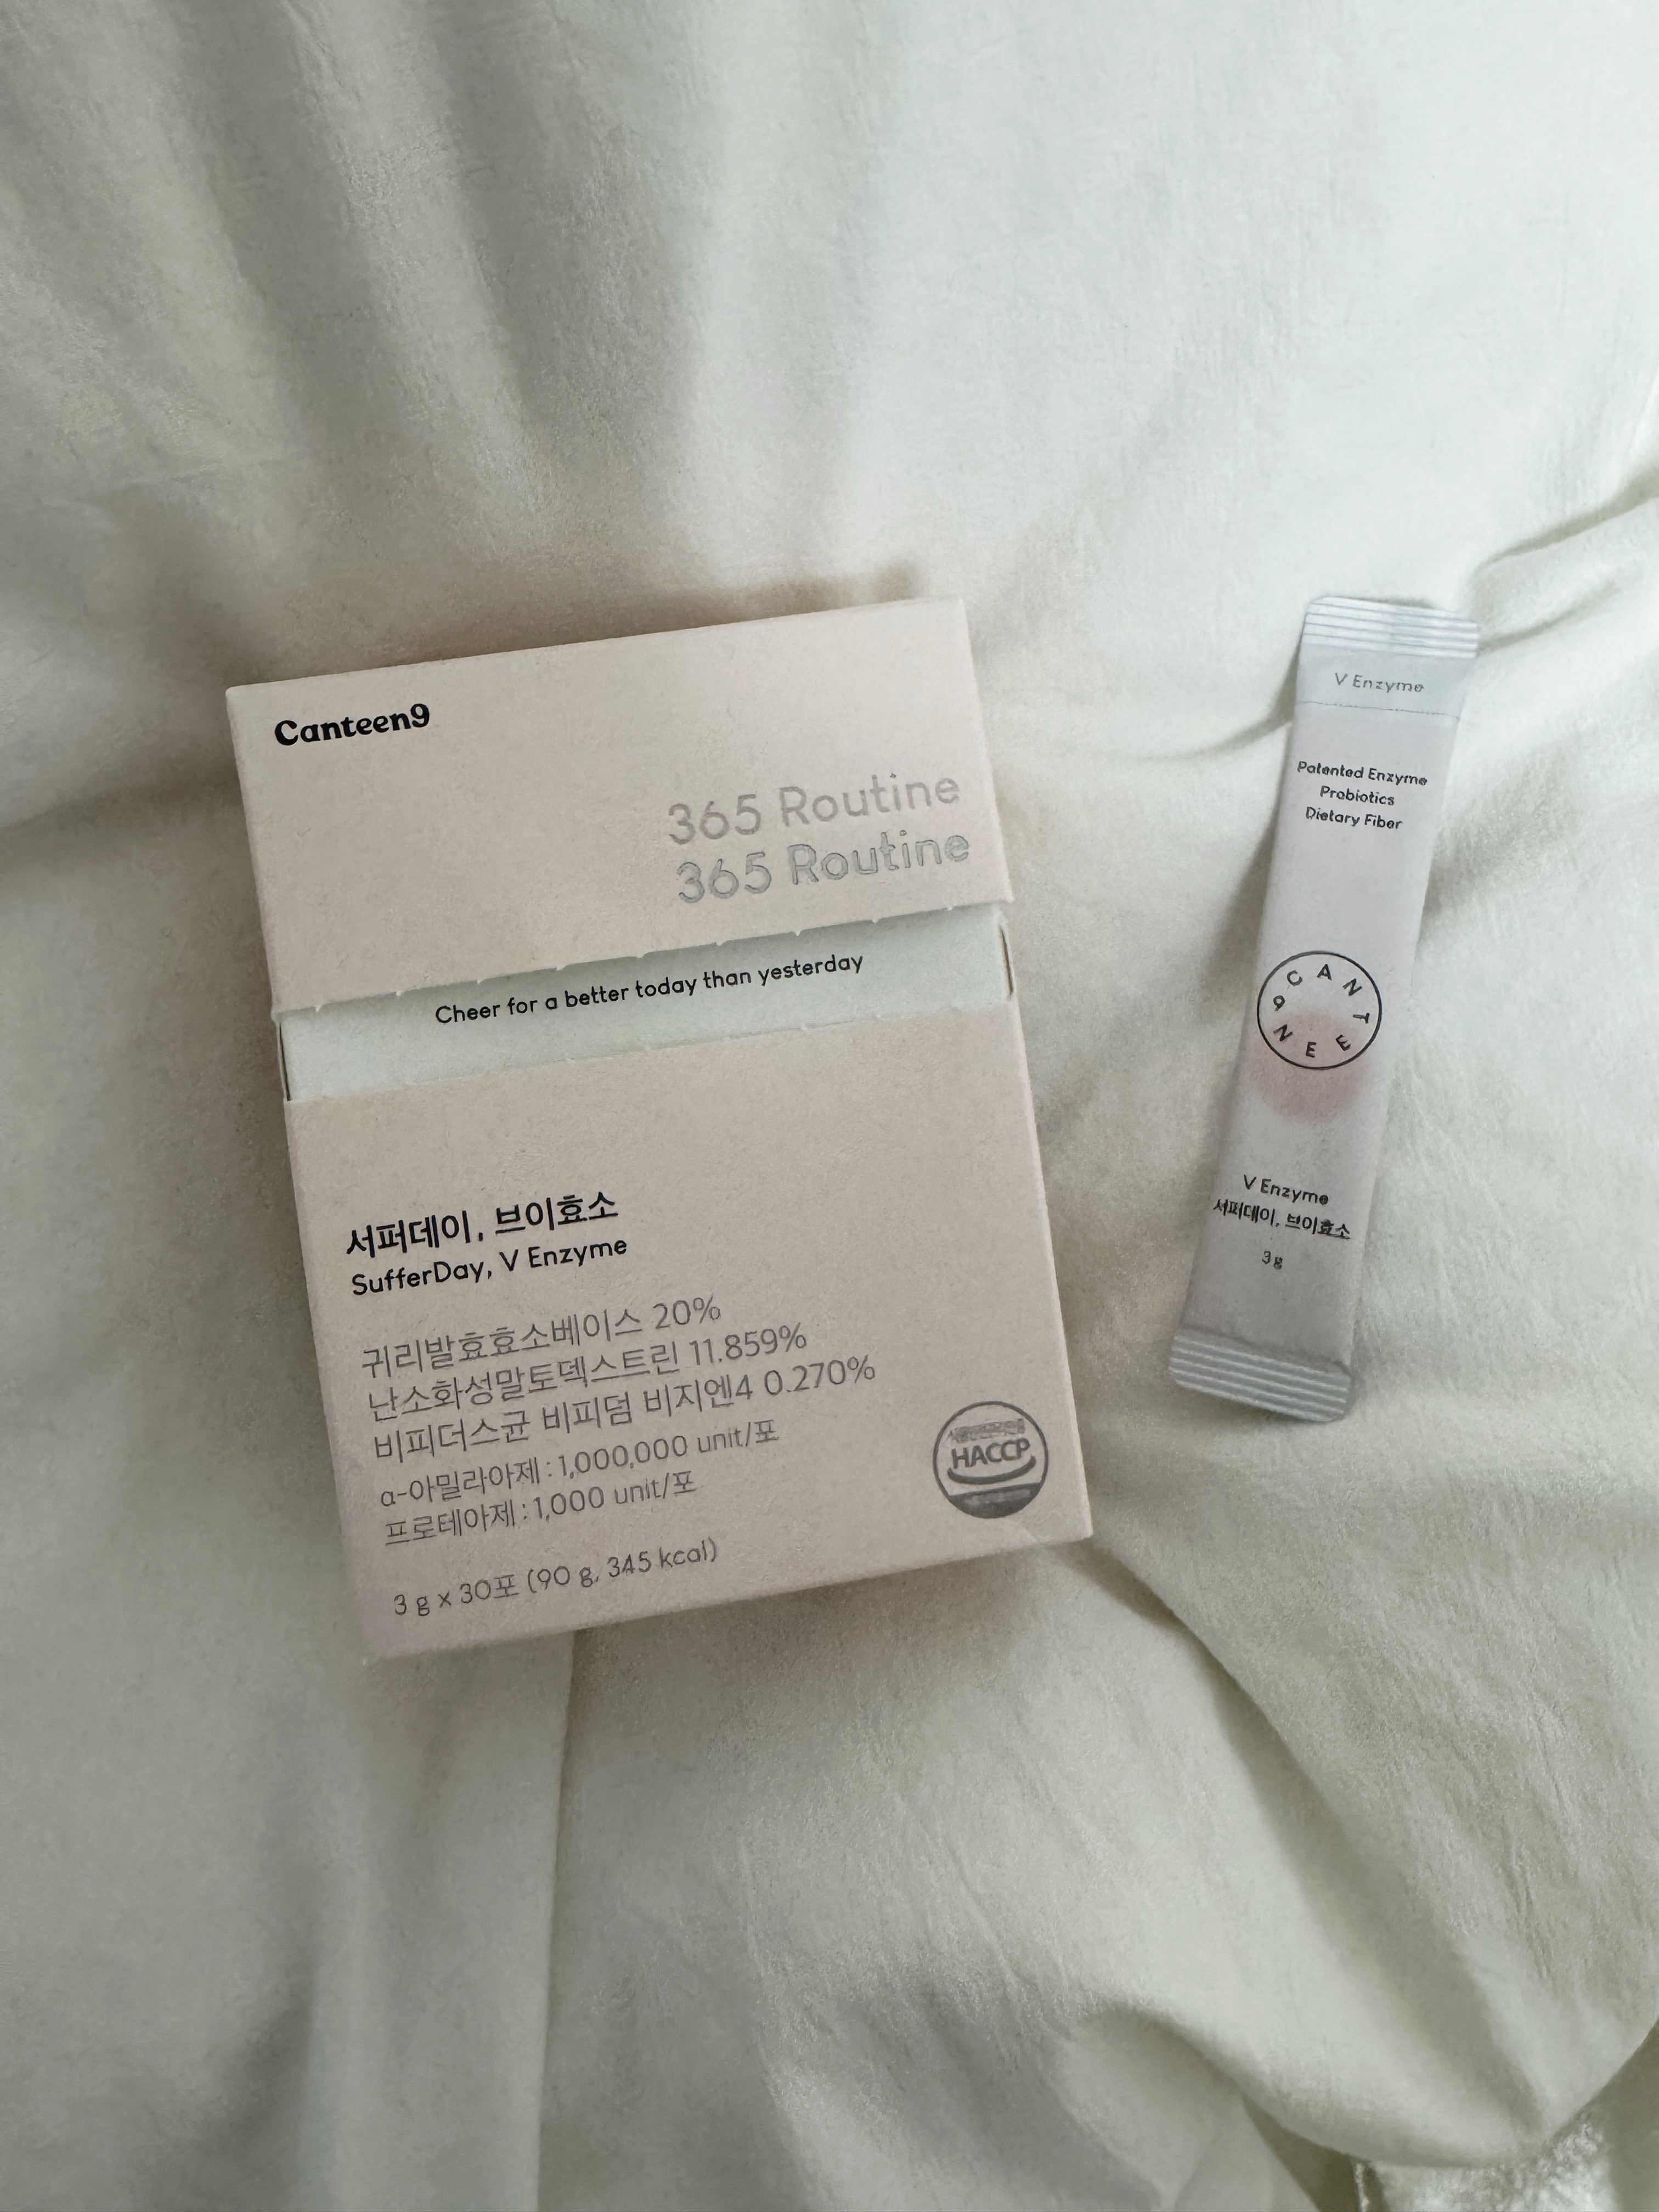 Canteen9
365 Routine
365 Routine
Cheer for a better today than yesterday
서퍼데이, 브이효소
SufferDay, V Enzyme
귀리발효효소베이스 20%
난소화성말토덱스트린 11.859%
비피더스균 비피덤 비지엔4 0.270%
α-아밀라아제 : 1,000,000 unit/포
프로테아제 : 1,000 unit/포
3 g x 30포 (90 g, 345 kcal)
HACCP
V Enzyme
Patented Enzyme
Probiotics
Dietary Fiber
CANTEEN9
V Enzyme
서퍼데이, 브이효소
3 g